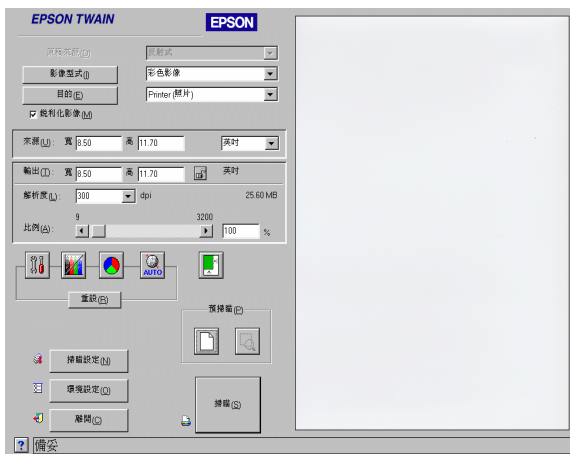 EPSON TWAIN EPSON
原稿來源(D) 反射式
影像型式(I) 彩色影像
目的(E) Printer (照片)
銳利化影像(M)
來源(U): 寬 8.50 高 11.70 英吋
輸出(T): 寬 8.50 高 11.70 英吋
解析度(L): 300 dpi 25.60 MB
9 3200
比例(A): 100 %
AUTO
重設(R)
預掃描(P)
掃描設定(N)
環境設定(O)
掃描(S)
離開(C)
? 備妥